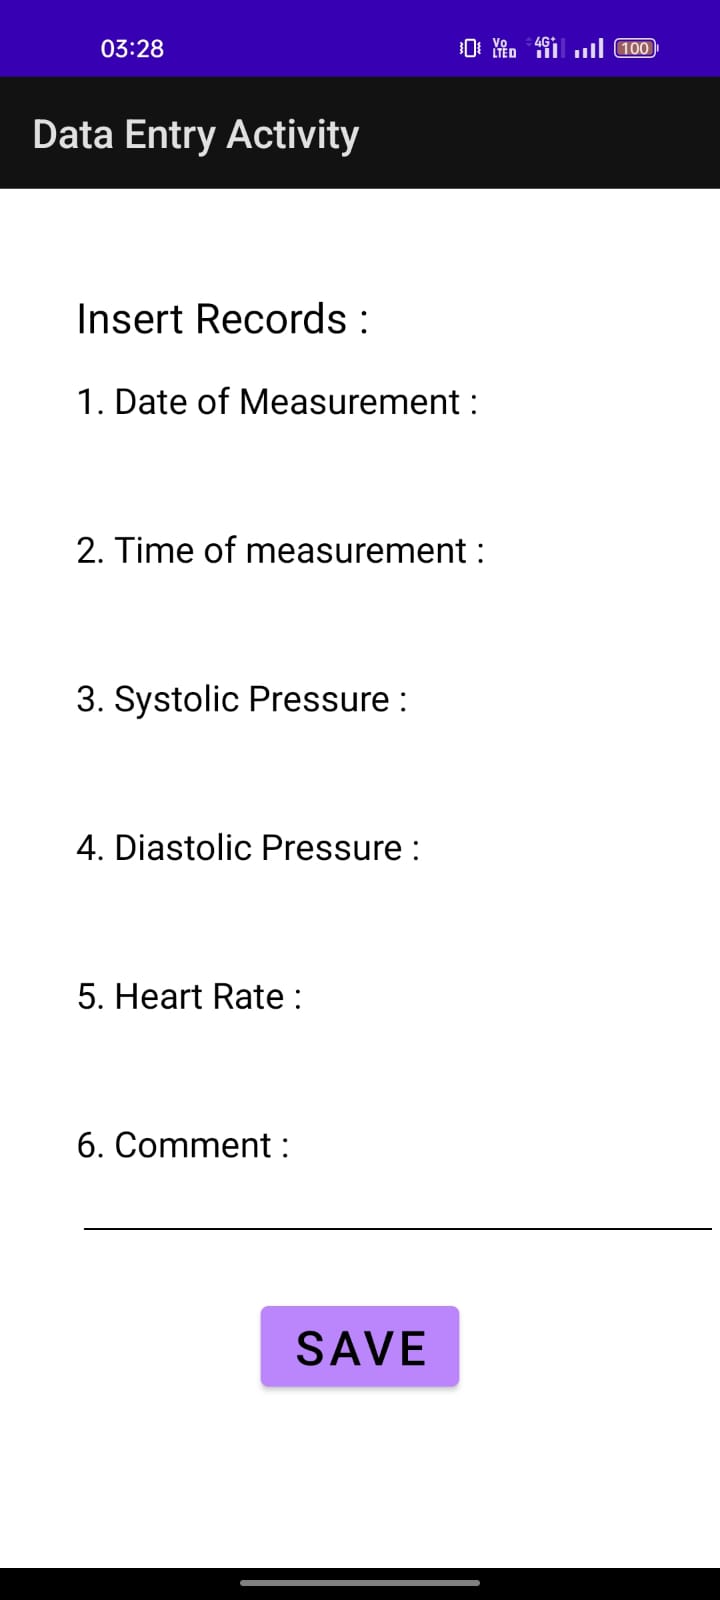 03:28 Vo LTED 4G+ 100
Data Entry Activity
Insert Records :
1. Date of Measurement :
2. Time of measurement :
3. Systolic Pressure :
4. Diastolic Pressure :
5. Heart Rate :
6. Comment :
SAVE